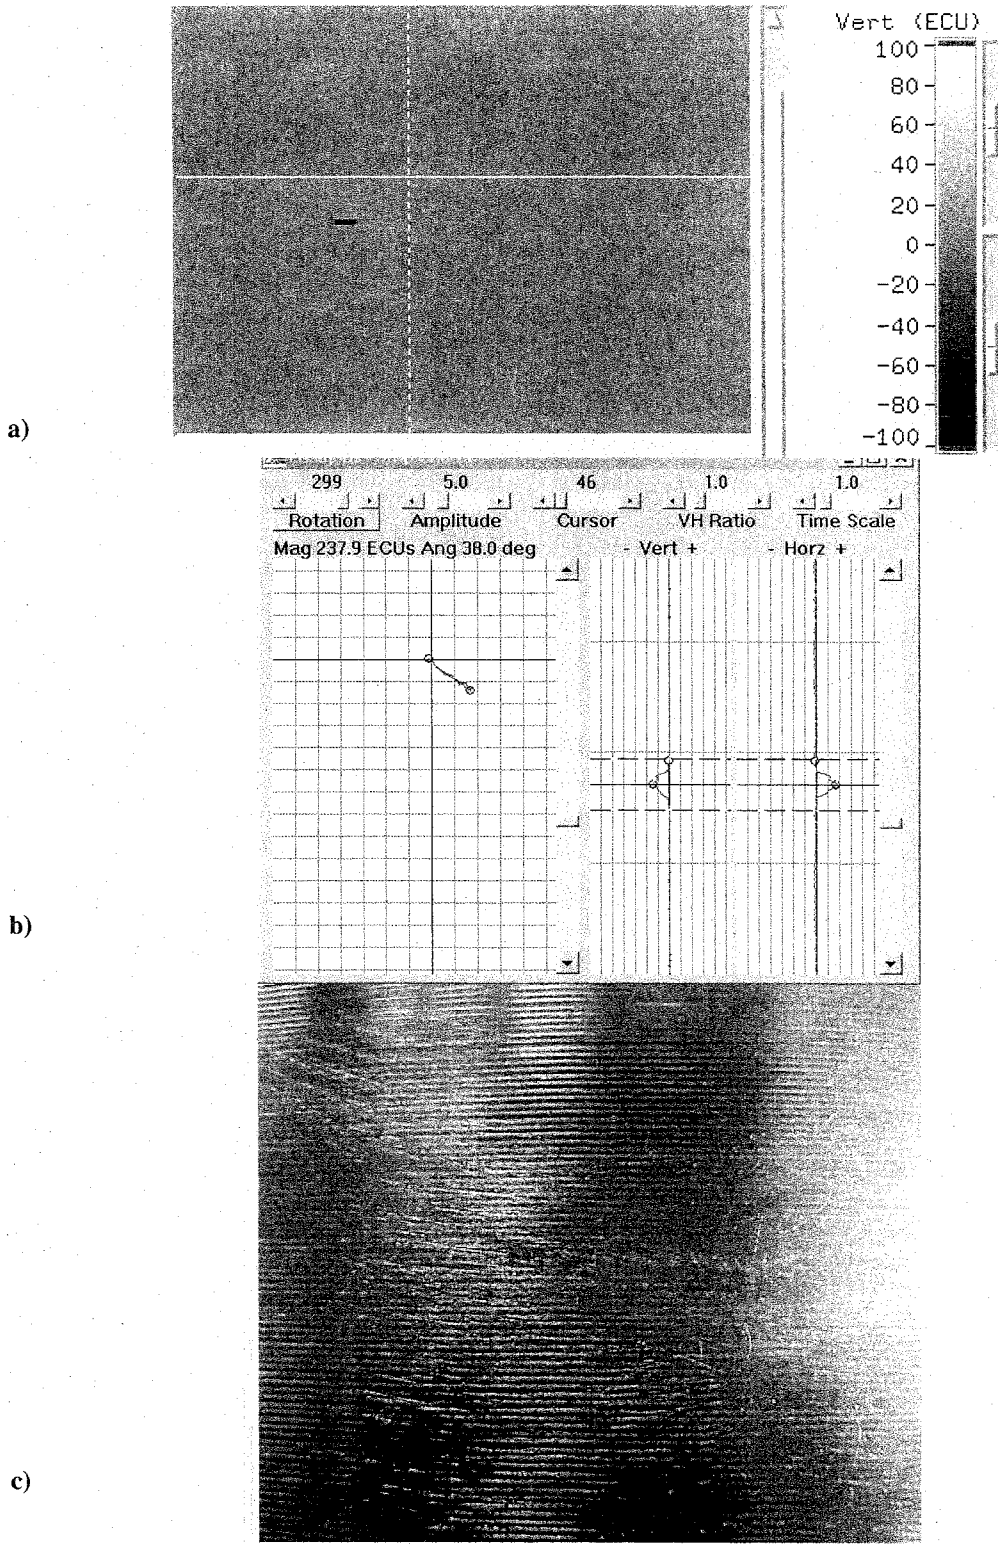 Vert (ECU)
100
80
60
40
20
0
-20
-40
-60
-80
-100
a)
299 5.0 46 1.0 1.0
Rotation Amplitude Cursor VH Ratio Time Scale
Mag 237.9 ECUs Ang 38.0 deg - Vert + - Horz +
b)
c)